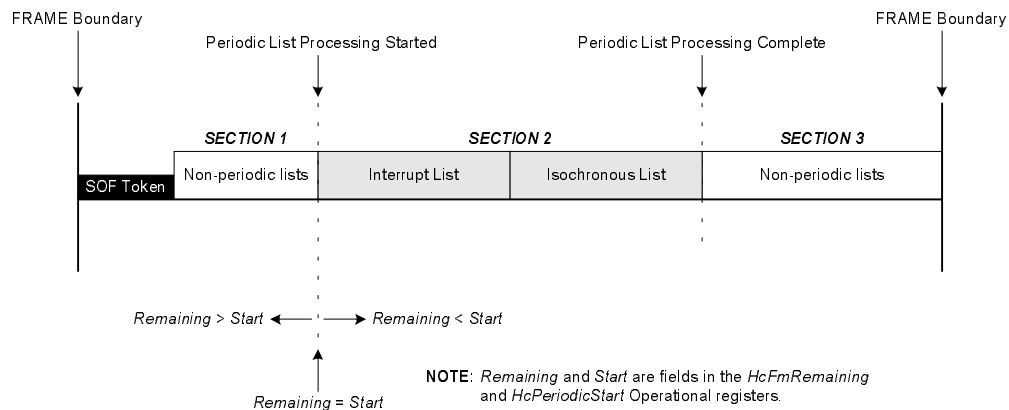 FRAME Boundary
FRAME Boundary
Periodic List Processing Started
Periodic List Processing Complete
SECTION 1
SECTION 2
SECTION 3
SOF Token
Non-periodic lists
Interrupt List
Isochronous List
Non-periodic lists
Remaining > Start
Remaining < Start
Remaining = Start
NOTE: Remaining and Start are fields in the HcFmRemaining
and HcPeriodicStart Operational registers.